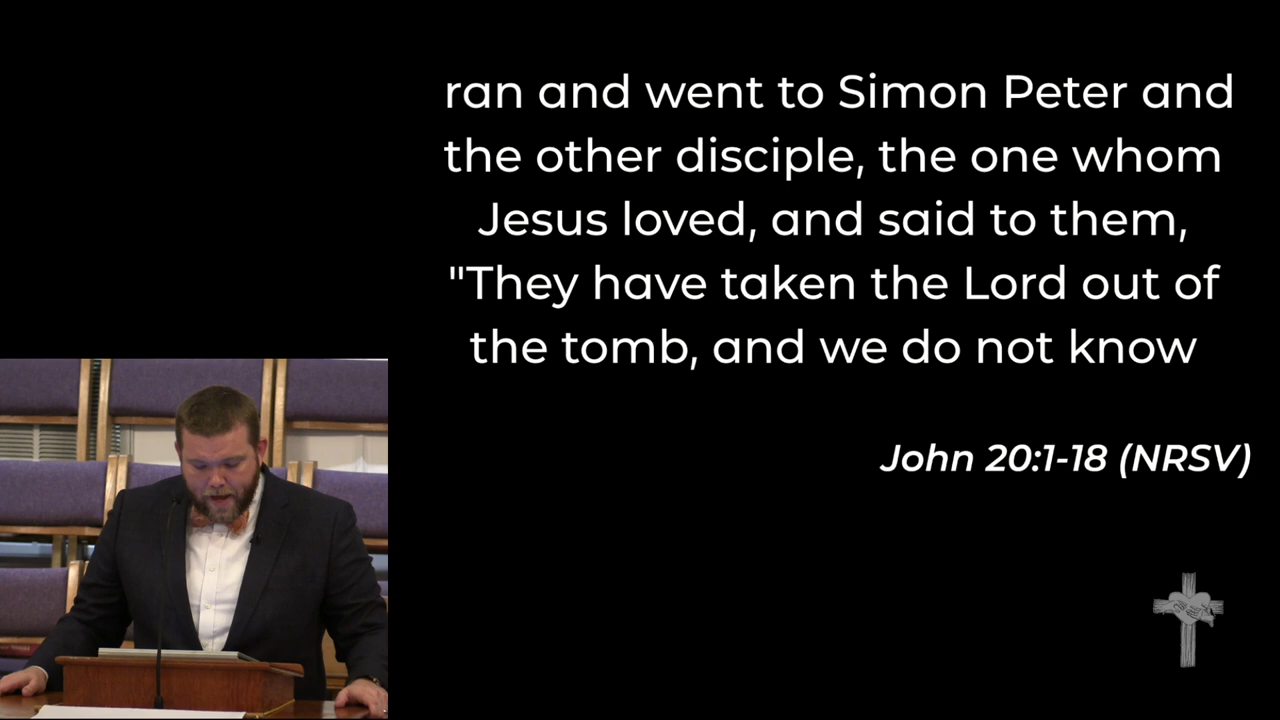 ran and went to Simon Peter and
the other disciple, the one whom
Jesus loved, and said to them,
"They have taken the Lord out of
the tomb, and we do not know
John 20:1-18 (NRSV)